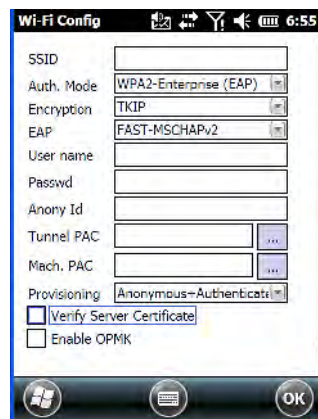 Wi-Fi Config 6:55
SSID
Auth. Mode WPA2-Enterprise (EAP)
Encryption TKIP
EAP FAST-MSCHAPv2
User name
Passwd
Anony Id
Tunnel PAC ...
Mach. PAC ...
Provisioning Anonymous+Authenticate
Verify Server Certificate
Enable OPMK
OK